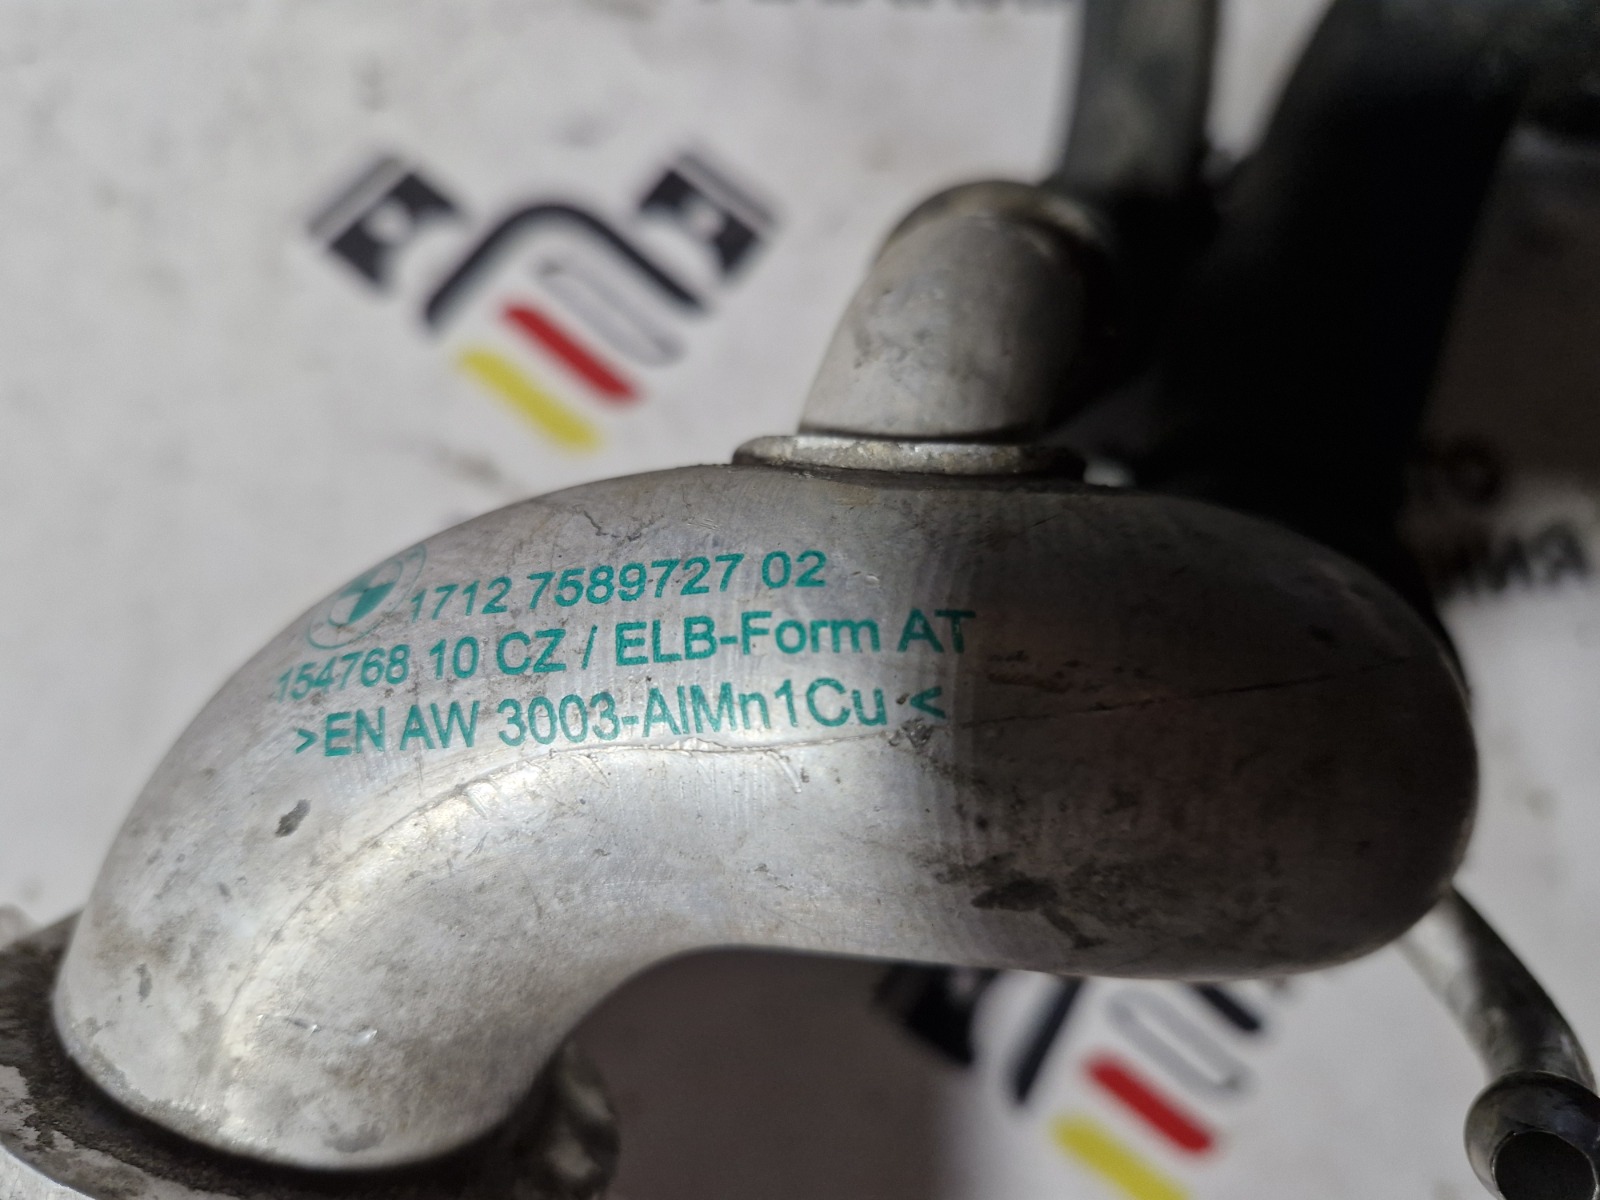 1712 7589727 02
154768 10 CZ / ELB-Form AT
>EN AW 3003-AlMn1Cu<